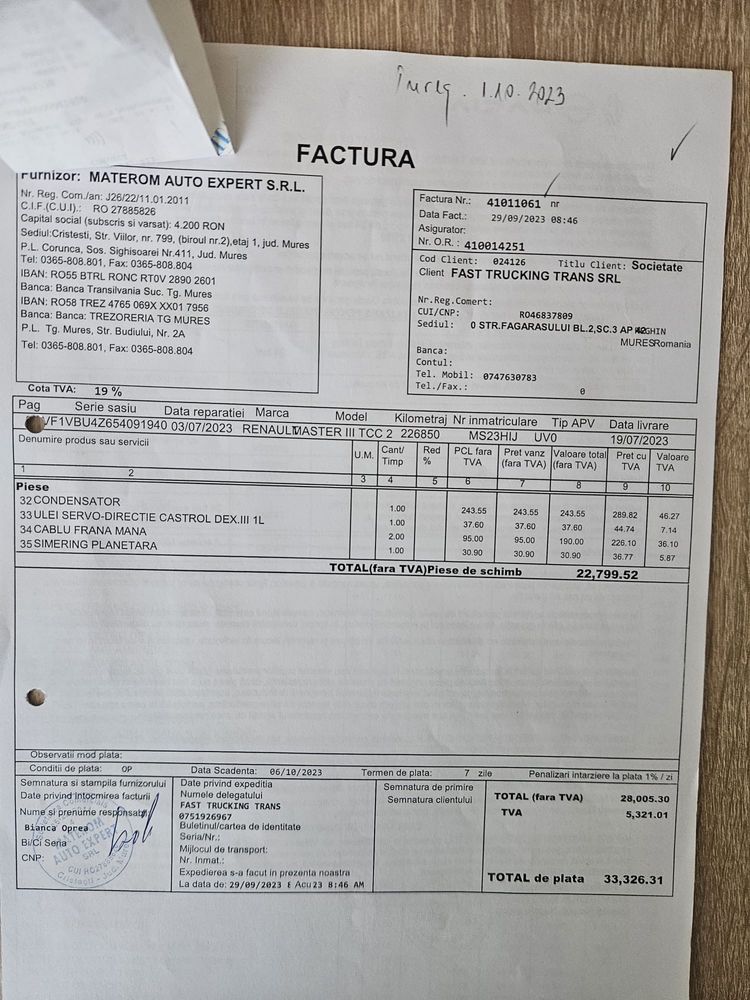 Înreg. 1.10.2023
FACTURA
Furnizor: MATEROM AUTO EXPERT S.R.L.
Nr. Reg. Com./an: J26/22/11.01.2011
C.I.F.(C.U.I.): RO 27885826
Capital social (subscris si varsat): 4.200 RON
Sediul:Cristesti, Str. Viilor, nr. 799, (biroul nr.2),etaj 1, jud. Mures
P.L. Corunca, Sos. Sighisoarei Nr.411, Jud. Mures
Tel: 0365-808.801, Fax: 0365-808.804
IBAN: RO55 BTRL RONC RT0V 2890 2601
Banca: Banca Transilvania Suc. Tg. Mures
IBAN: RO58 TREZ 4765 069X XX01 7956
Banca: Banca: TREZORERIA TG MURES
P.L. Tg. Mures, Str. Budiului, Nr. 2A
Tel: 0365-808.801, Fax: 0365-808.804
Factura Nr.: 41011061 nr
Data Fact.: 29/09/2023 08:46
Asigurator:
Nr. O.R. : 410014251
Cod Client: 024126 Titlu Client: Societate
Client FAST TRUCKING TRANS SRL
Nr.Reg.Comert:
CUI/CNP: RO46837809
Sediul: 0 STR.FAGARASULUI BL.2,SC.3 AP
MURESRomania
Banca:
Contul:
Tel. Mobil: 0747630783
Tel./Fax.: 0
Cota TVA: 19 %
Pag Serie sasiu Data reparatiei Marca Model Kilometraj Nr inmatriculare Tip APV Data livrare
VF1VBU4Z654091940 03/07/2023 RENAULT MASTER III TCC 2 226850 MS23HIJ UV0 19/07/2023
Denumire produs sau servicii U.M. Cant/ Timp Red % PCL fara TVA Pret vanz (fara TVA) Valoare total (fara TVA) Pret cu TVA Valoare TVA
1 2 3 4 5 6 7 8 9 10
Piese
32 CONDENSATOR 1.00 243.55 243.55 243.55 289.82 46.27
33 ULEI SERVO-DIRECTIE CASTROL DEX.III 1L 1.00 37.60 37.60 37.60 44.74 7.14
34 CABLU FRANA MANA 2.00 95.00 95.00 190.00 226.10 36.10
35 SIMERING PLANETARA 1.00 30.90 30.90 30.90 36.77 5.87
TOTAL(fara TVA)Piese de schimb 22,799.52
Observatii mod plata:
Conditii de plata: OP Data Scadenta: 06/10/2023 Termen de plata: 7 zile Penalizari intarziere la plata 1% / zi
Semnatura si stampila furnizorului
Date privind întocmirea facturii
Nume si prenume responsabil
Bianca Oprea
Bi/Ci Seria
CNP:
MATEROM
AUTO EXPERT
SRL
Date privind expeditia
Numele delegatului
FAST TRUCKING TRANS
0751926967
Buletinul/cartea de identitate
Seria/Nr.:
Mijlocul de transport:
Nr. Inmat.:
Expedierea s-a facut in prezenta noastra
La data de: 29/09/2023 8:46 AM
Semnatura de primire
Semnatura clientului
TOTAL (fara TVA) 28,005.30
TVA 5,321.01
TOTAL de plata 33,326.31